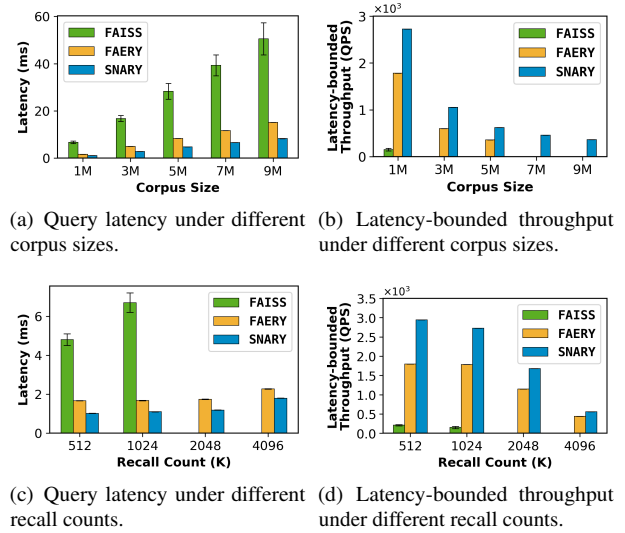 60
40
20
0
Latency (ms)
FAISS
FAERY
SNARY
1M 3M 5M 7M 9M
Corpus Size
×10³
3
2
1
0
Latency-bounded
Throughput (QPS)
FAISS
FAERY
SNARY
1M 3M 5M 7M 9M
Corpus Size
(a) Query latency under different
corpus sizes.
(b) Latency-bounded throughput
under different corpus sizes.
6
4
2
0
Latency (ms)
FAISS
FAERY
SNARY
512 1024 2048 4096
Recall Count (K)
×10³
3.5
3.0
2.5
2.0
1.5
1.0
0.5
0.0
Latency-bounded
Throughput (QPS)
FAISS
FAERY
SNARY
512 1024 2048 4096
Recall Count (K)
(c) Query latency under different
recall counts.
(d) Latency-bounded throughput
under different recall counts.